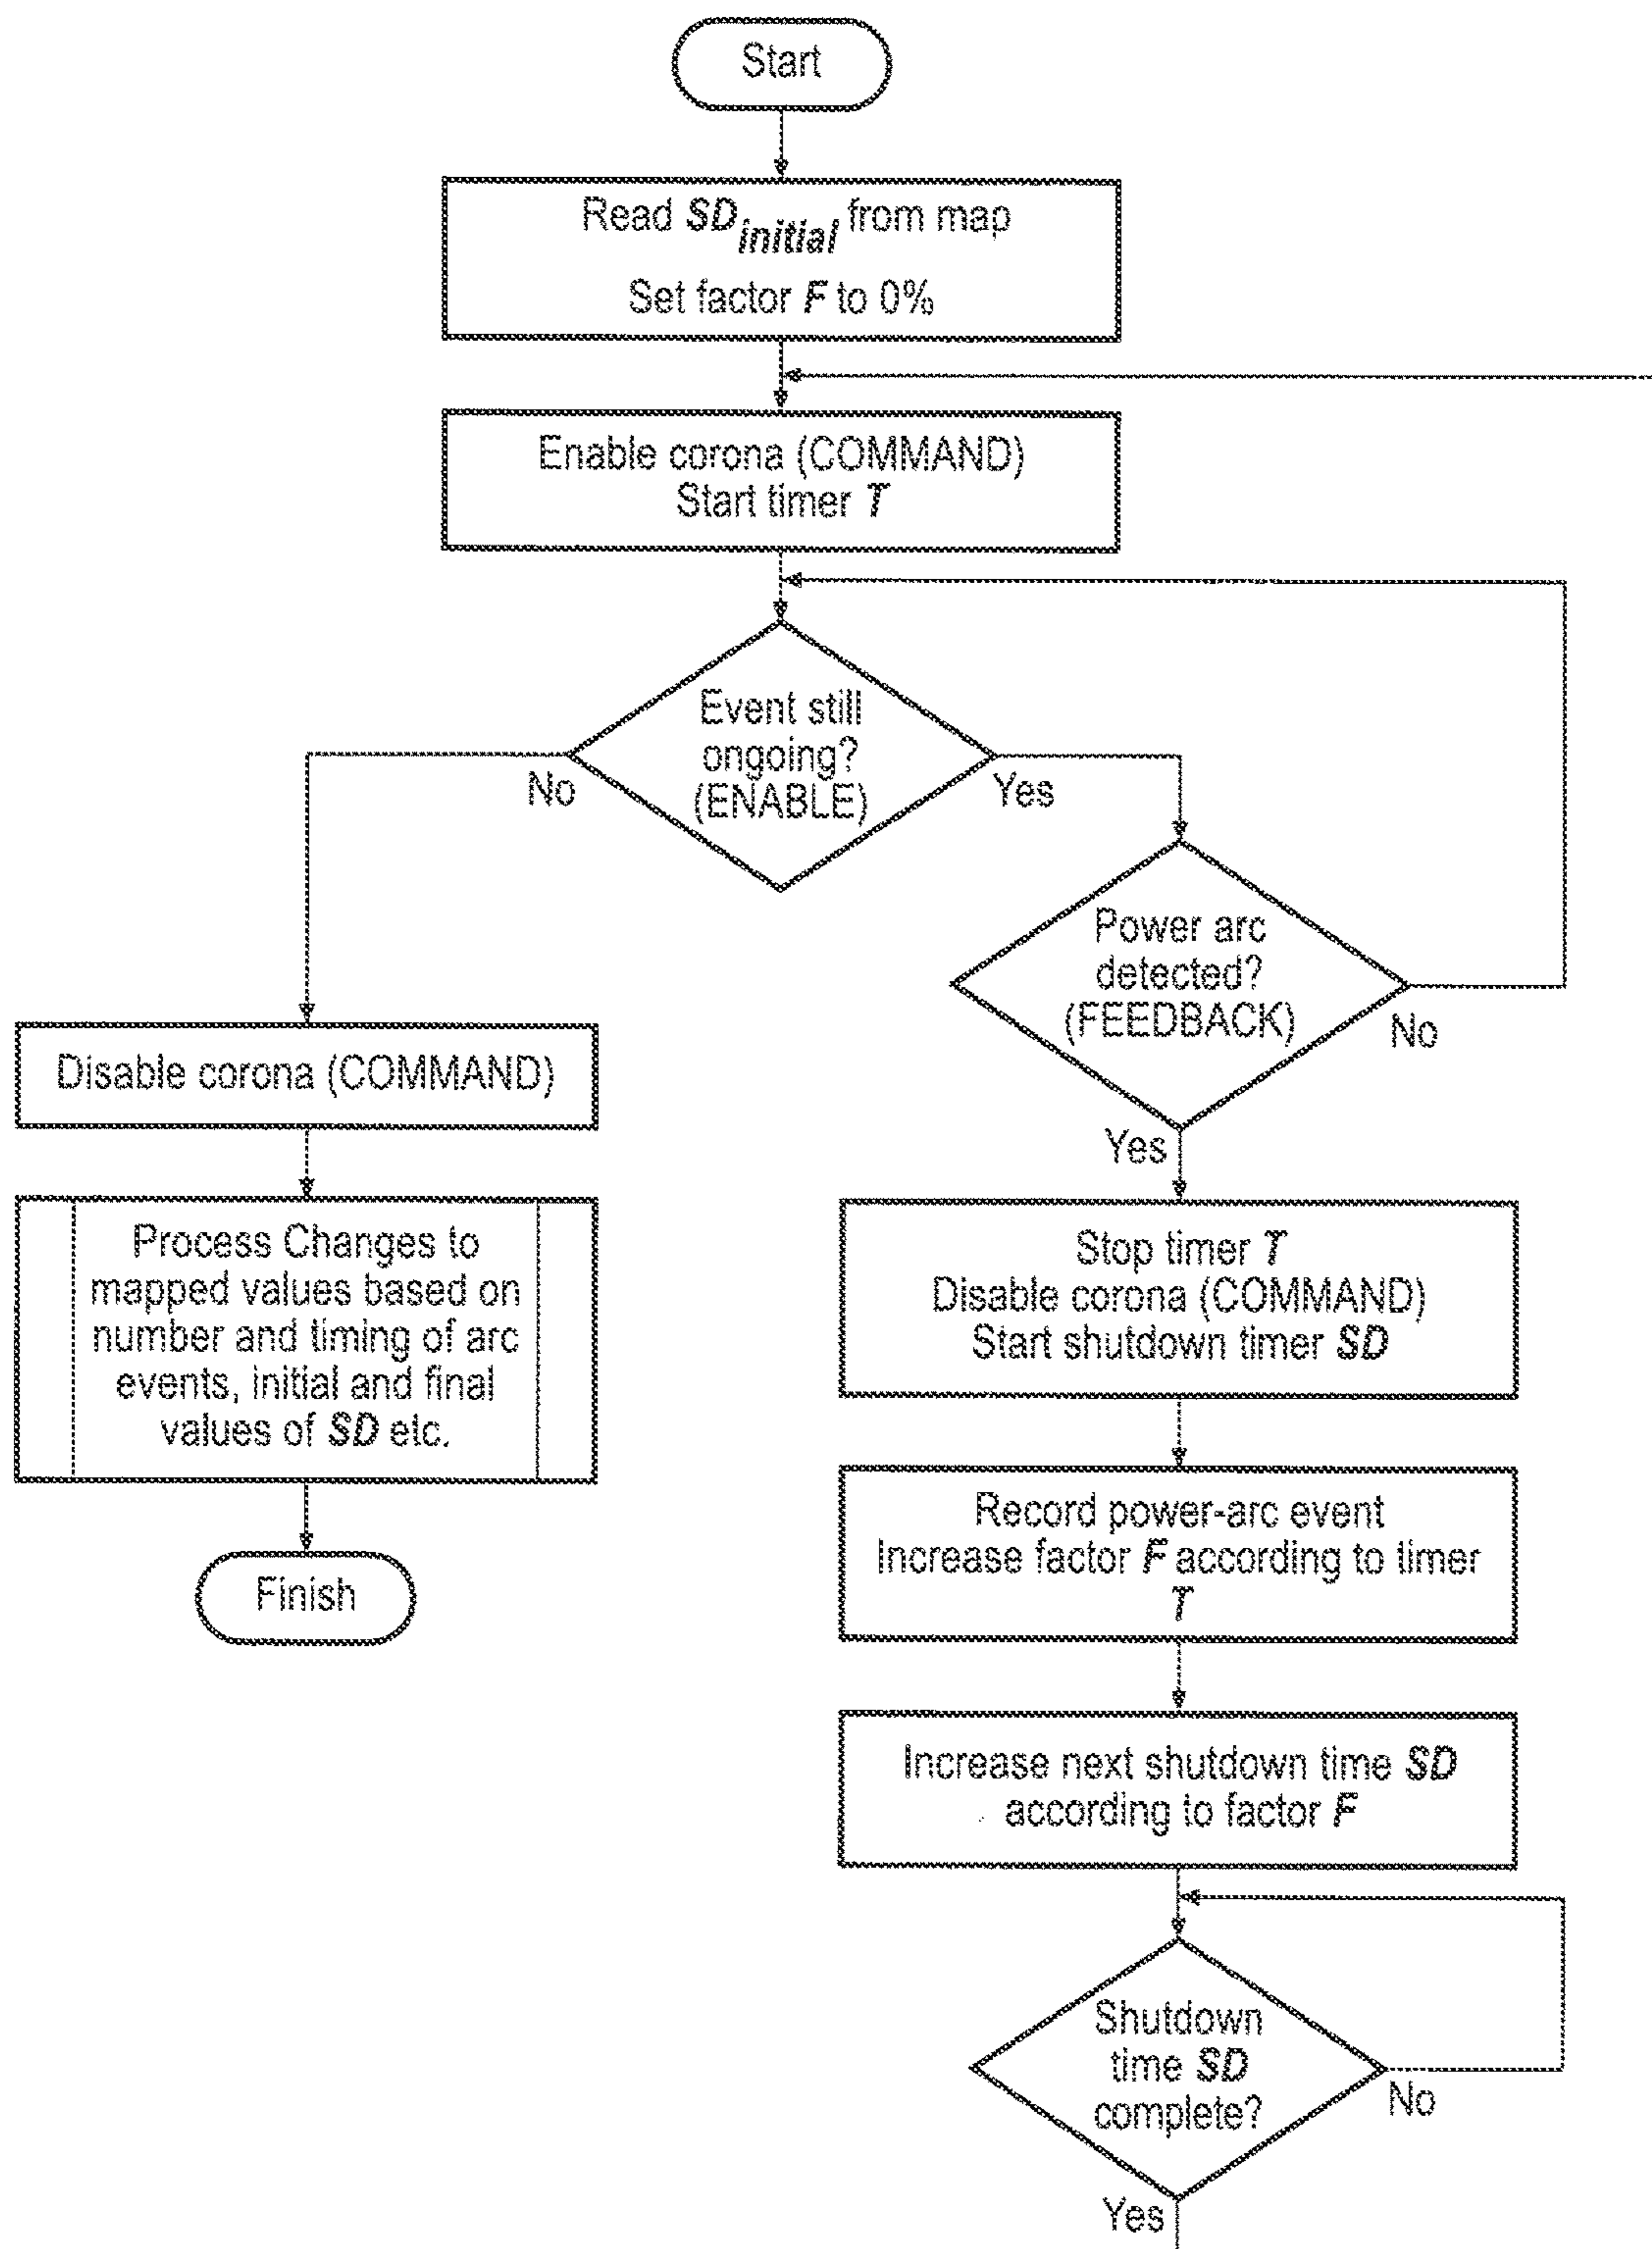 Start
Read SD initial from map
Set factor F to 0%
Enable corona (COMMAND)
Start timer T
Event still
ongoing?
(ENABLE)
No
Yes
Power arc
detected?
(FEEDBACK)
No
Yes
Disable corona (COMMAND)
Process Changes to
mapped values based on
number and timing of arc
events, initial and final
values of SD etc.
Finish
Stop timer T
Disable corona (COMMAND)
Start shutdown timer SD
Record power-arc event
Increase factor F according to timer
T
Increase next shutdown time SD
according to factor F
Shutdown
time SD
complete?
No
Yes